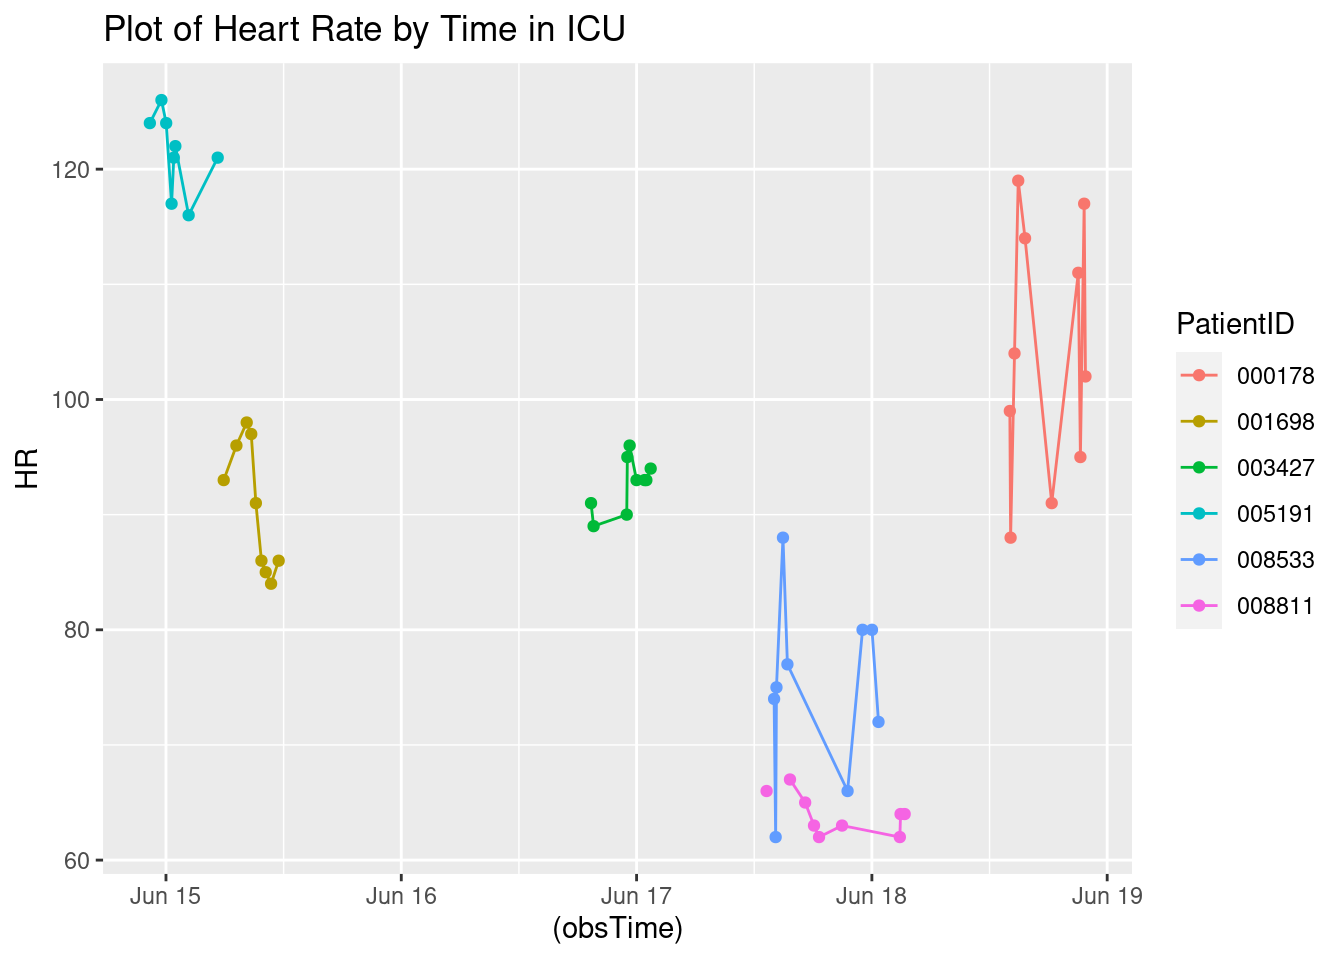 Plot of Heart Rate by Time in ICU
HR
120
100
80
60
Jun 15 Jun 16 Jun 17 Jun 18 Jun 19
(obsTime)
PatientID
000178
001698
003427
005191
008533
008811